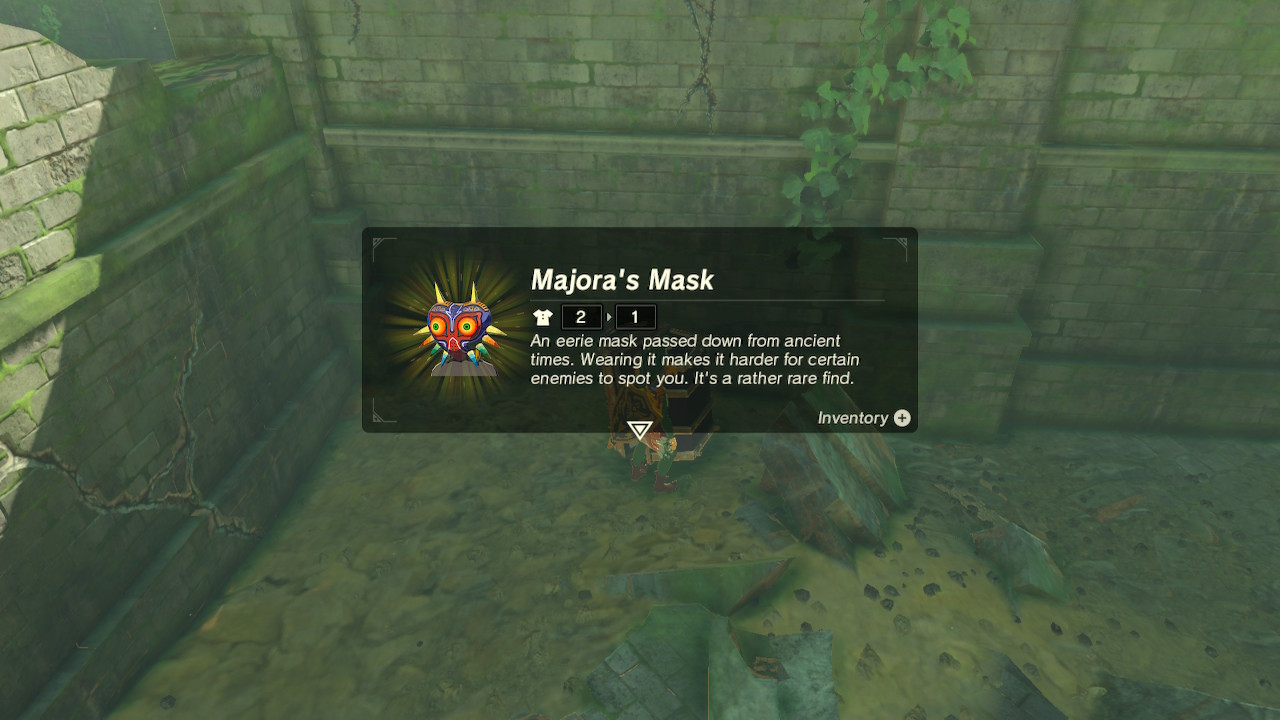 Majora's Mask
2 1
An eerie mask passed down from ancient
times. Wearing it makes it harder for certain
enemies to spot you. It's a rather rare find.
Inventory +